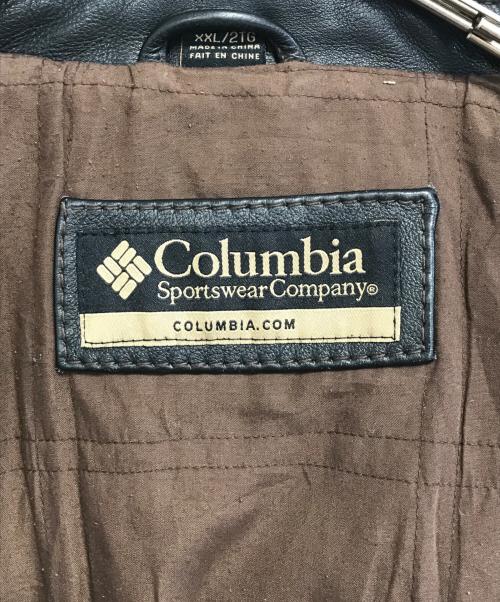 XXL/2TG
MADE IN CHINA
FAIT EN CHINE
Columbia
Sportswear Company®
COLUMBIA.COM